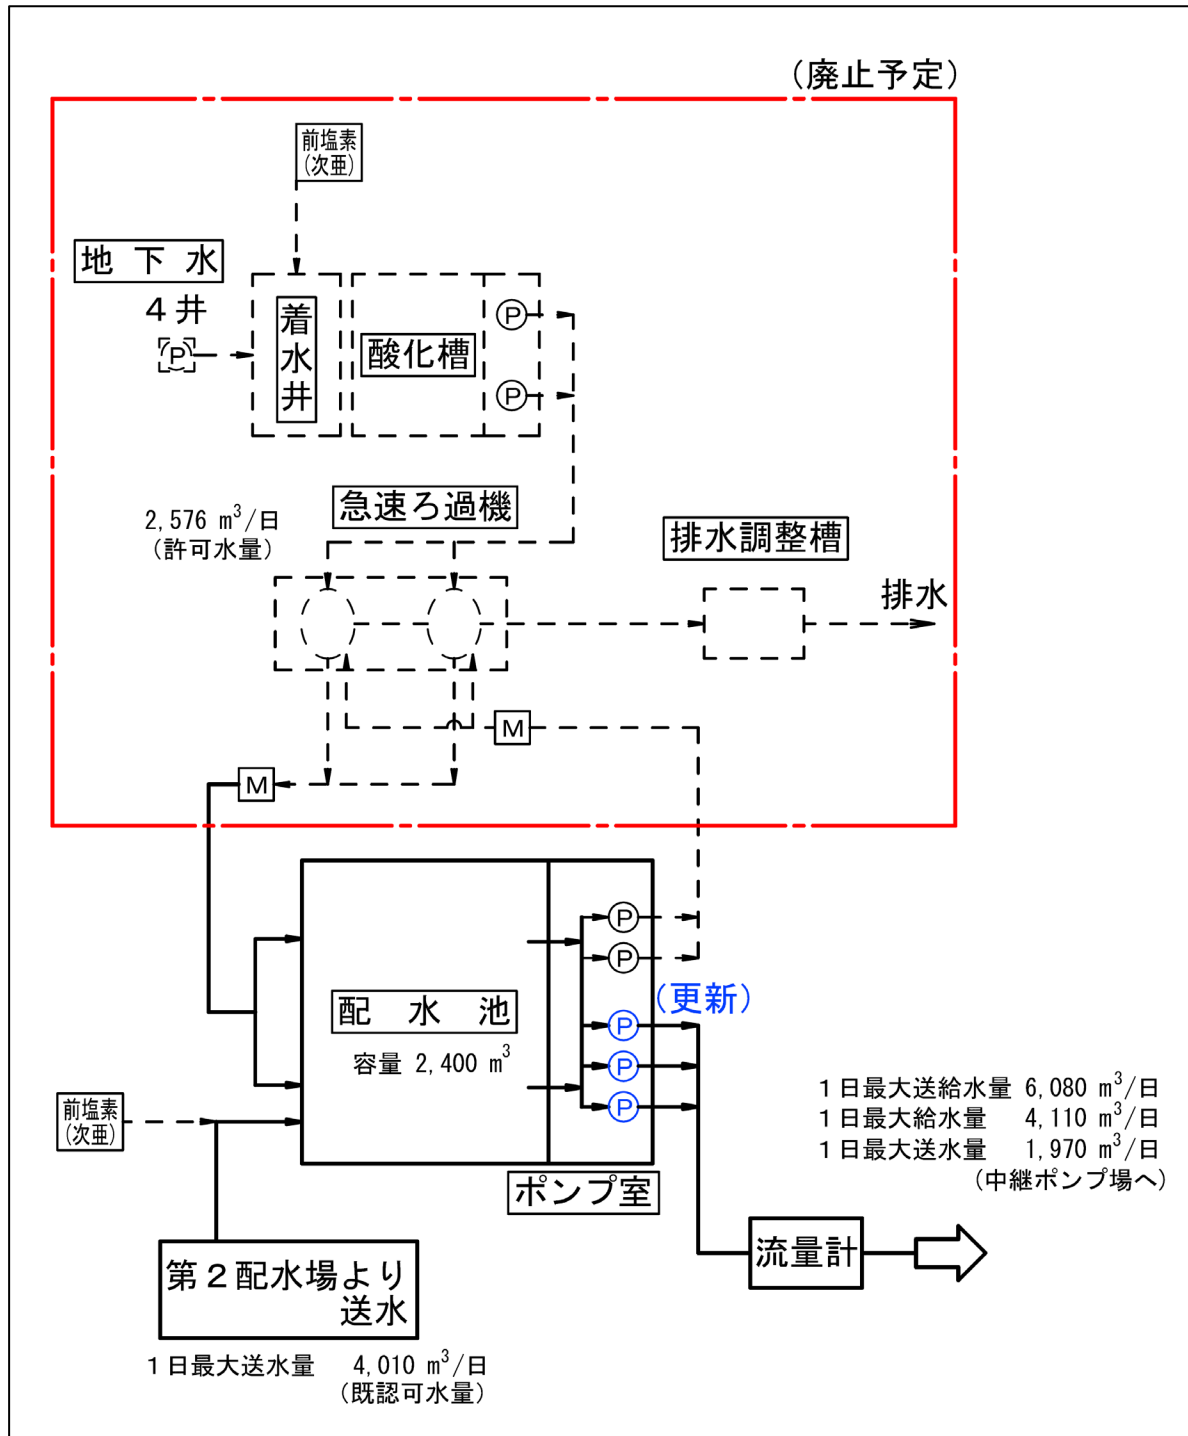 (廃止予定)
前塩素
(次亜)
地下水
4井
P
着水井
酸化槽
P
P
2,576 m³/日
(許可水量)
急速ろ過機
排水調整槽
排水
M
M
P
P
(更新)
P
P
P
配水池
容量 2,400 m³
前塩素
(次亜)
ポンプ室
1日最大送給水量 6,080 m³/日
1日最大給水量 4,110 m³/日
1日最大送水量 1,970 m³/日
(中継ポンプ場へ)
流量計
第2配水場より
送水
1日最大送水量 4,010 m³/日
(既認可水量)